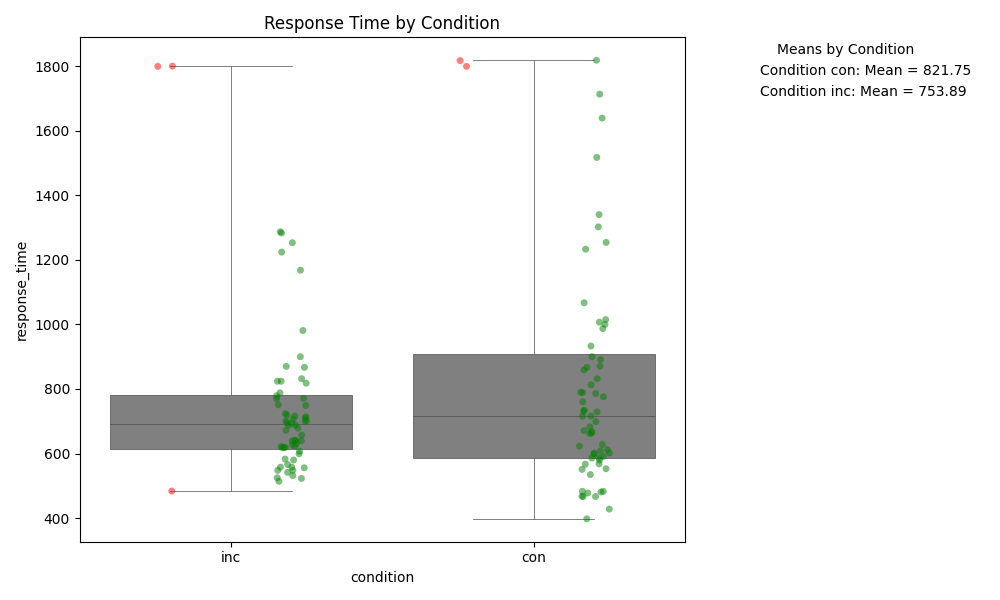 Response Time by Condition
Means by Condition
Condition con: Mean = 821.75
Condition inc: Mean = 753.89
response_time
1800
1600
1400
1200
1000
800
600
400
inc con
condition